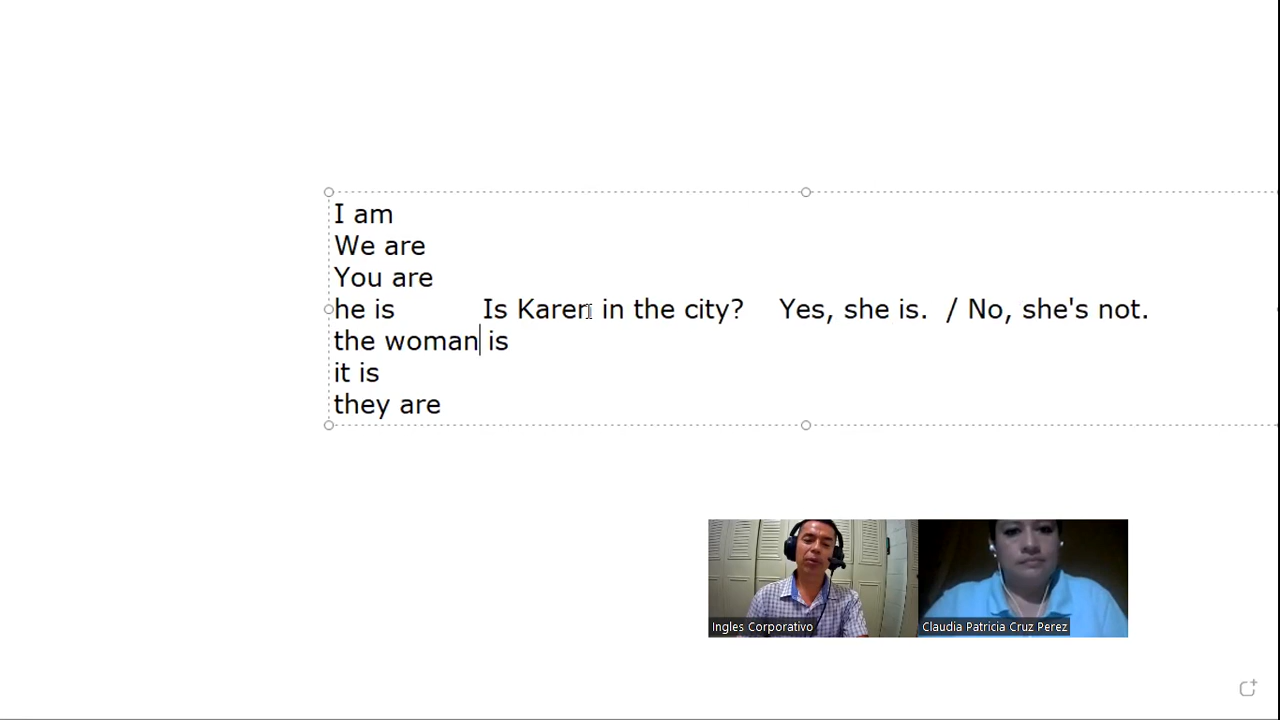 I am
We are
You are
he is Is Karen in the city? Yes, she is. / No, she's not.
the woman is
it is
they are
Ingles Corporativo
Claudia Patricia Cruz Perez